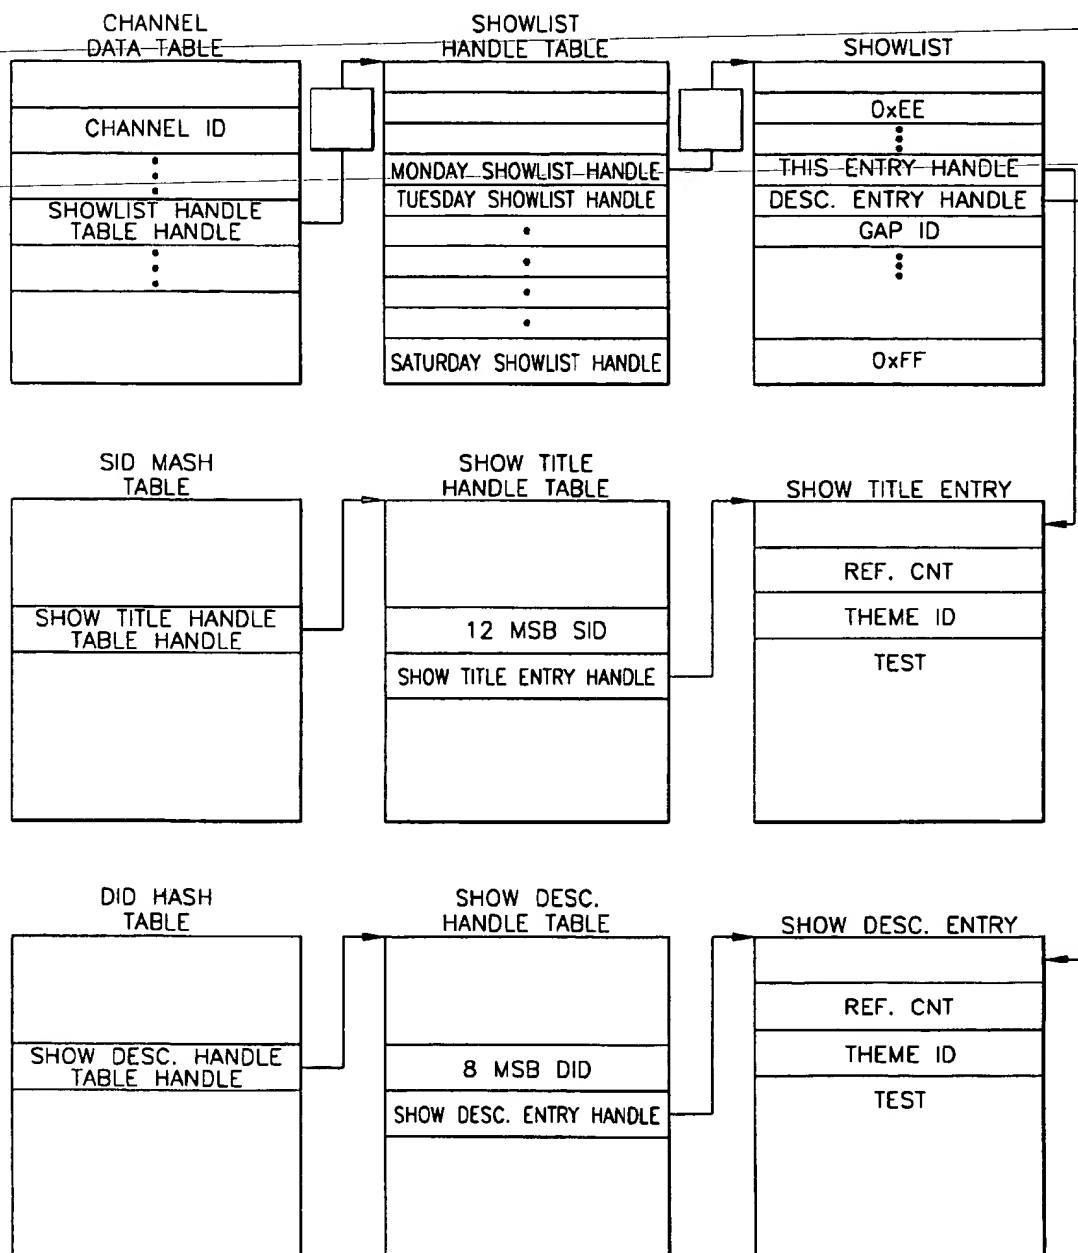 CHANNEL
DATA TABLE
CHANNEL ID
SHOWLIST HANDLE
TABLE HANDLE
SHOWLIST
HANDLE TABLE
MONDAY SHOWLIST HANDLE
TUESDAY SHOWLIST HANDLE
SATURDAY SHOWLIST HANDLE
SHOWLIST
0xEE
THIS ENTRY HANDLE
DESC. ENTRY HANDLE
GAP ID
0xFF
SID MASH
TABLE
SHOW TITLE HANDLE
TABLE HANDLE
SHOW TITLE
HANDLE TABLE
12 MSB SID
SHOW TITLE ENTRY HANDLE
SHOW TITLE ENTRY
REF. CNT
THEME ID
TEST
DID HASH
TABLE
SHOW DESC. HANDLE
TABLE HANDLE
SHOW DESC.
HANDLE TABLE
8 MSB DID
SHOW DESC. ENTRY HANDLE
SHOW DESC. ENTRY
REF. CNT
THEME ID
TEST